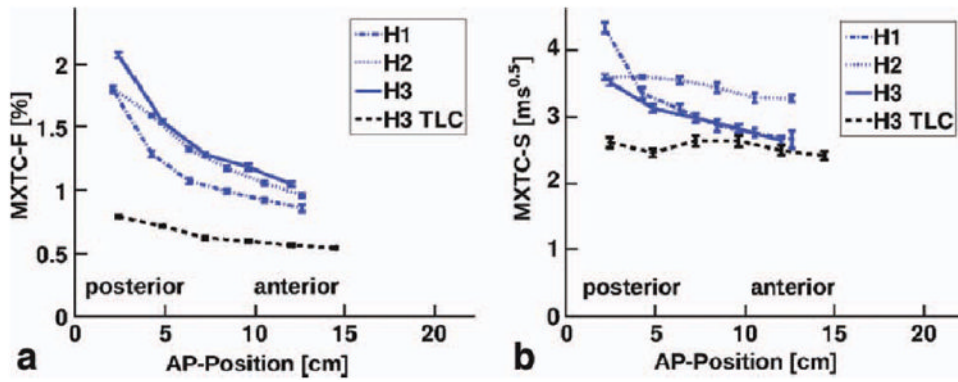 H1
H2
H3
H3 TLC
MXTC-F [%]
2
1.5
1
0.5
0
posterior anterior
0 5 10 15 20
a AP-Position [cm]
H1
H2
H3
H3 TLC
MXTC-S [ms^0.5]
4
3
2
1
0
posterior anterior
0 5 10 15 20
b AP-Position [cm]